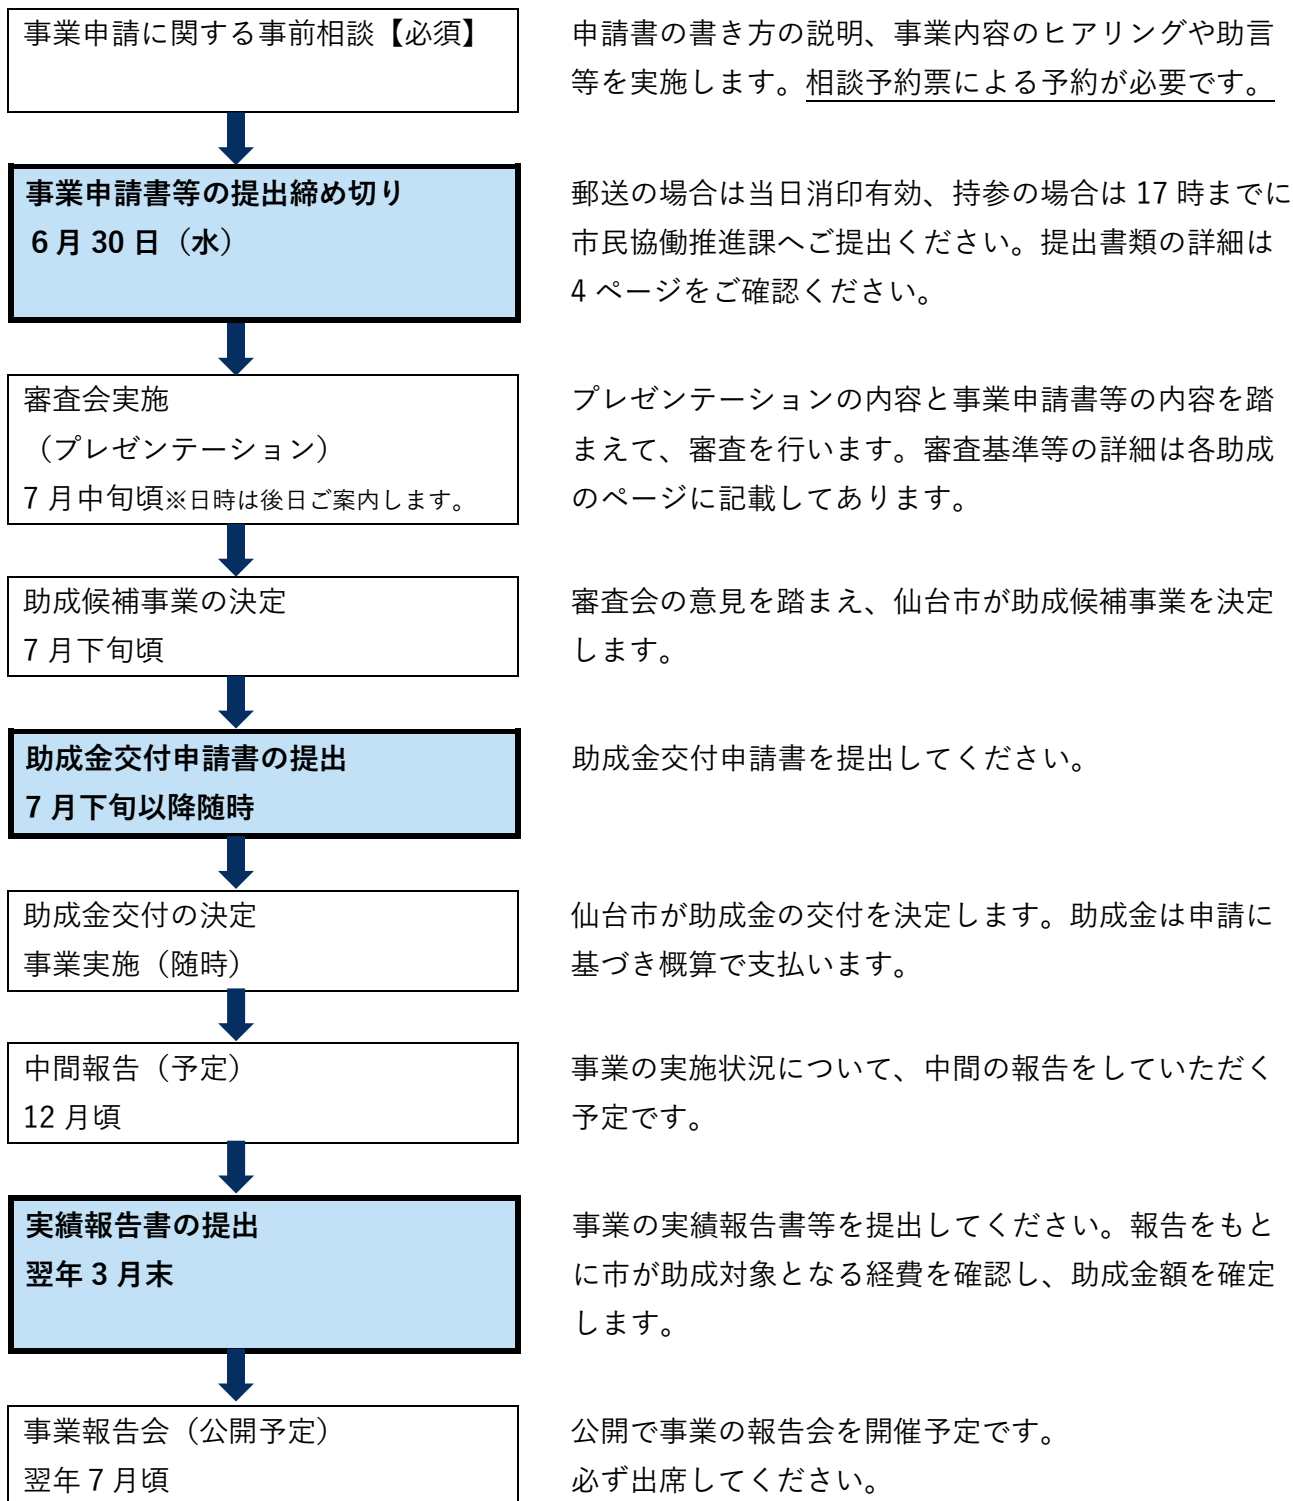 事業申請に関する事前相談【必須】
申請書の書き方の説明、事業内容のヒアリングや助言
等を実施します。相談予約票による予約が必要です。
事業申請書等の提出締め切り
６月 30 日（水）
郵送の場合は当日消印有効、持参の場合は 17 時までに
市民協働推進課へご提出ください。提出書類の詳細は
4 ページをご確認ください。
審査会実施
（プレゼンテーション）
7 月中旬頃※日時は後日ご案内します。
プレゼンテーションの内容と事業申請書等の内容を踏
まえて、審査を行います。審査基準等の詳細は各助成
のページに記載してあります。
助成候補事業の決定
7 月下旬頃
審査会の意見を踏まえ、仙台市が助成候補事業を決定
します。
助成金交付申請書の提出
7 月下旬以降随時
助成金交付申請書を提出してください。
助成金交付の決定
事業実施（随時）
仙台市が助成金の交付を決定します。助成金は申請に
基づき概算で支払います。
中間報告（予定）
12 月頃
事業の実施状況について、中間の報告をしていただく
予定です。
実績報告書の提出
翌年 3 月末
事業の実績報告書等を提出してください。報告をもと
に市が助成対象となる経費を確認し、助成金額を確定
します。
事業報告会（公開予定）
翌年 7 月頃
公開で事業の報告会を開催予定です。
必ず出席してください。